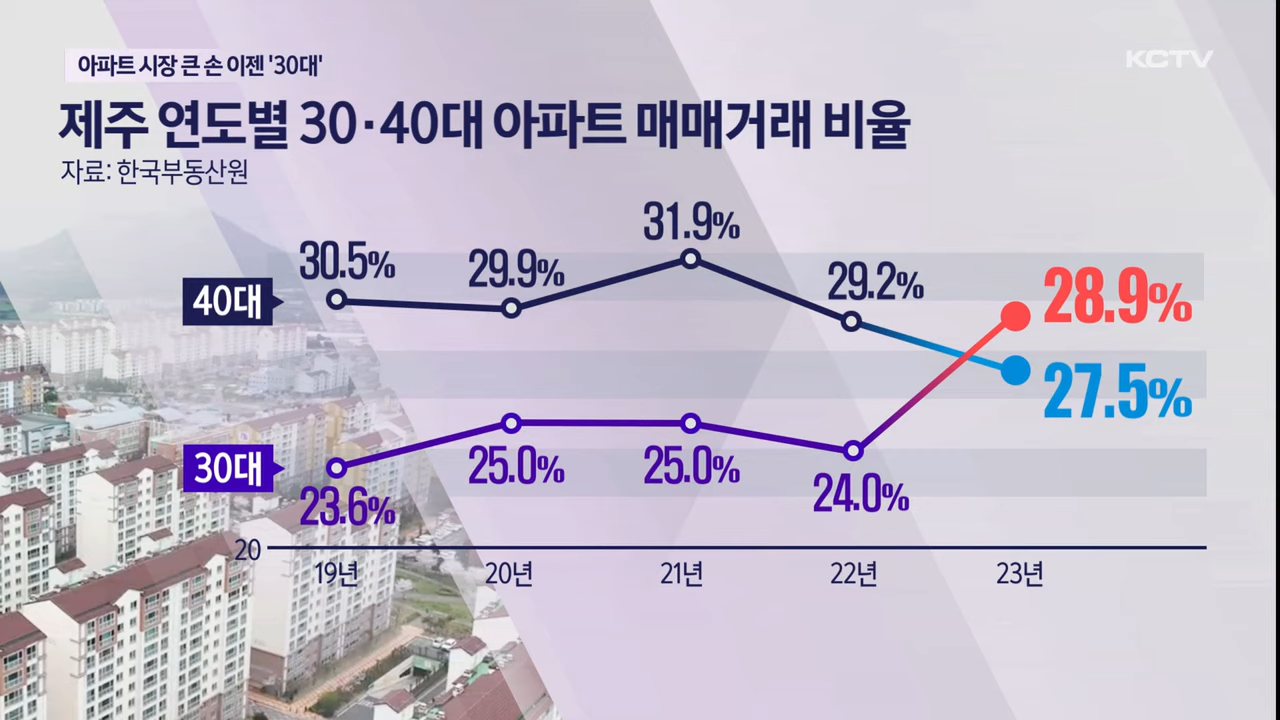 아파트 시장 큰 손 이젠 '30대'
KCTV
제주 연도별 30·40대 아파트 매매거래 비율
자료: 한국부동산원
40대
30.5%
29.9%
31.9%
29.2%
28.9%
27.5%
30대
23.6%
25.0%
25.0%
24.0%
20
19년
20년
21년
22년
23년